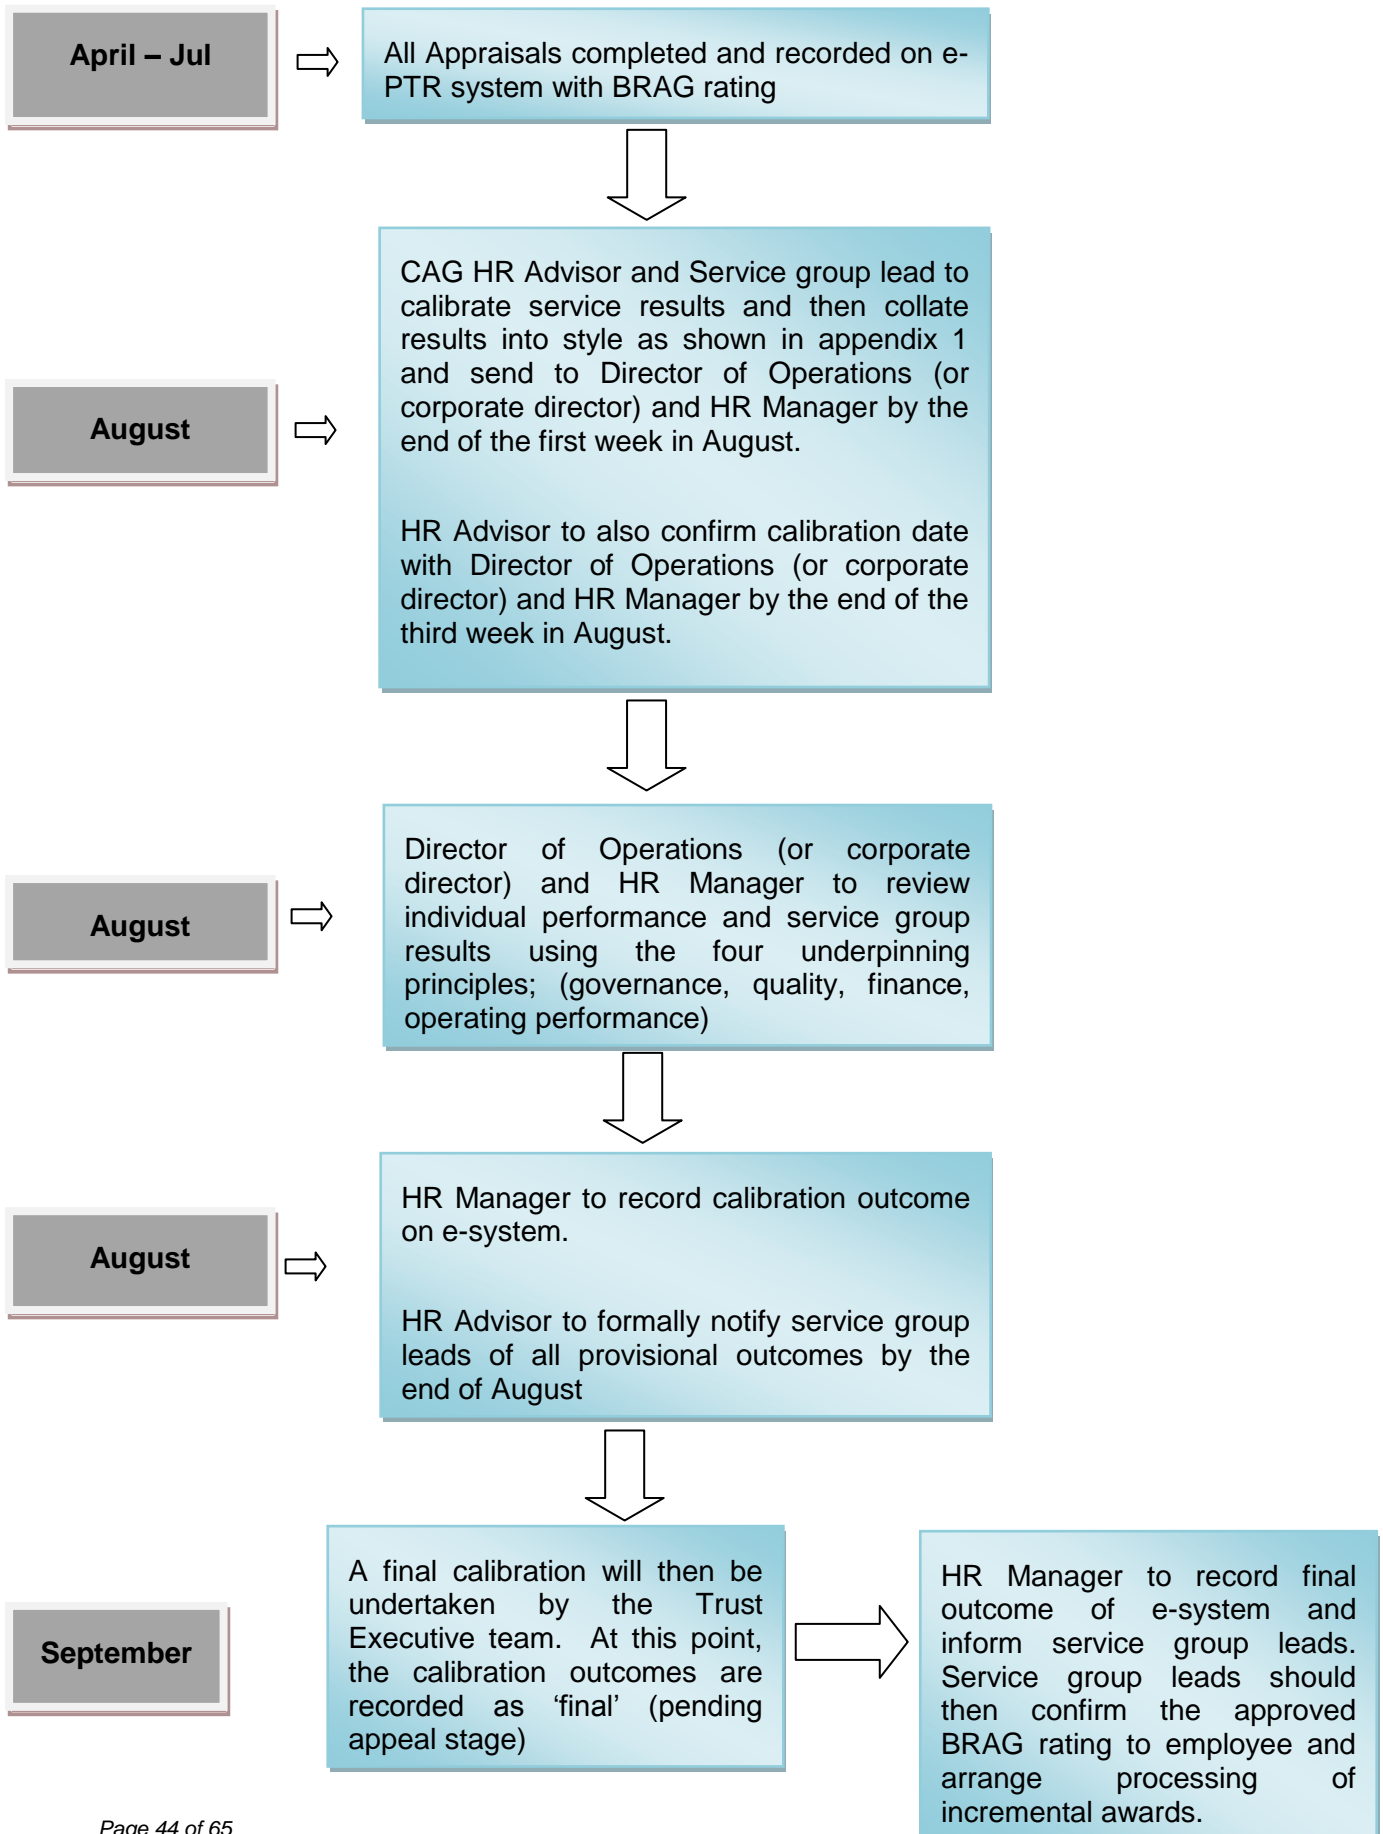 April – Jul
All Appraisals completed and recorded on e-
PTR system with BRAG rating
August
CAG HR Advisor and Service group lead to
calibrate service results and then collate
results into style as shown in appendix 1
and send to Director of Operations (or
corporate director) and HR Manager by the
end of the first week in August.
HR Advisor to also confirm calibration date
with Director of Operations (or corporate
director) and HR Manager by the end of the
third week in August.
August
Director of Operations (or corporate
director) and HR Manager to review
individual performance and service group
results using the four underpinning
principles; (governance, quality, finance,
operating performance)
August
HR Manager to record calibration outcome
on e-system.
HR Advisor to formally notify service group
leads of all provisional outcomes by the
end of August
September
A final calibration will then be
undertaken by the Trust
Executive team. At this point,
the calibration outcomes are
recorded as ‘final’ (pending
appeal stage)
HR Manager to record final
outcome of e-system and
inform service group leads.
Service group leads should
then confirm the approved
BRAG rating to employee and
arrange processing of
incremental awards.
Page 44 of 65